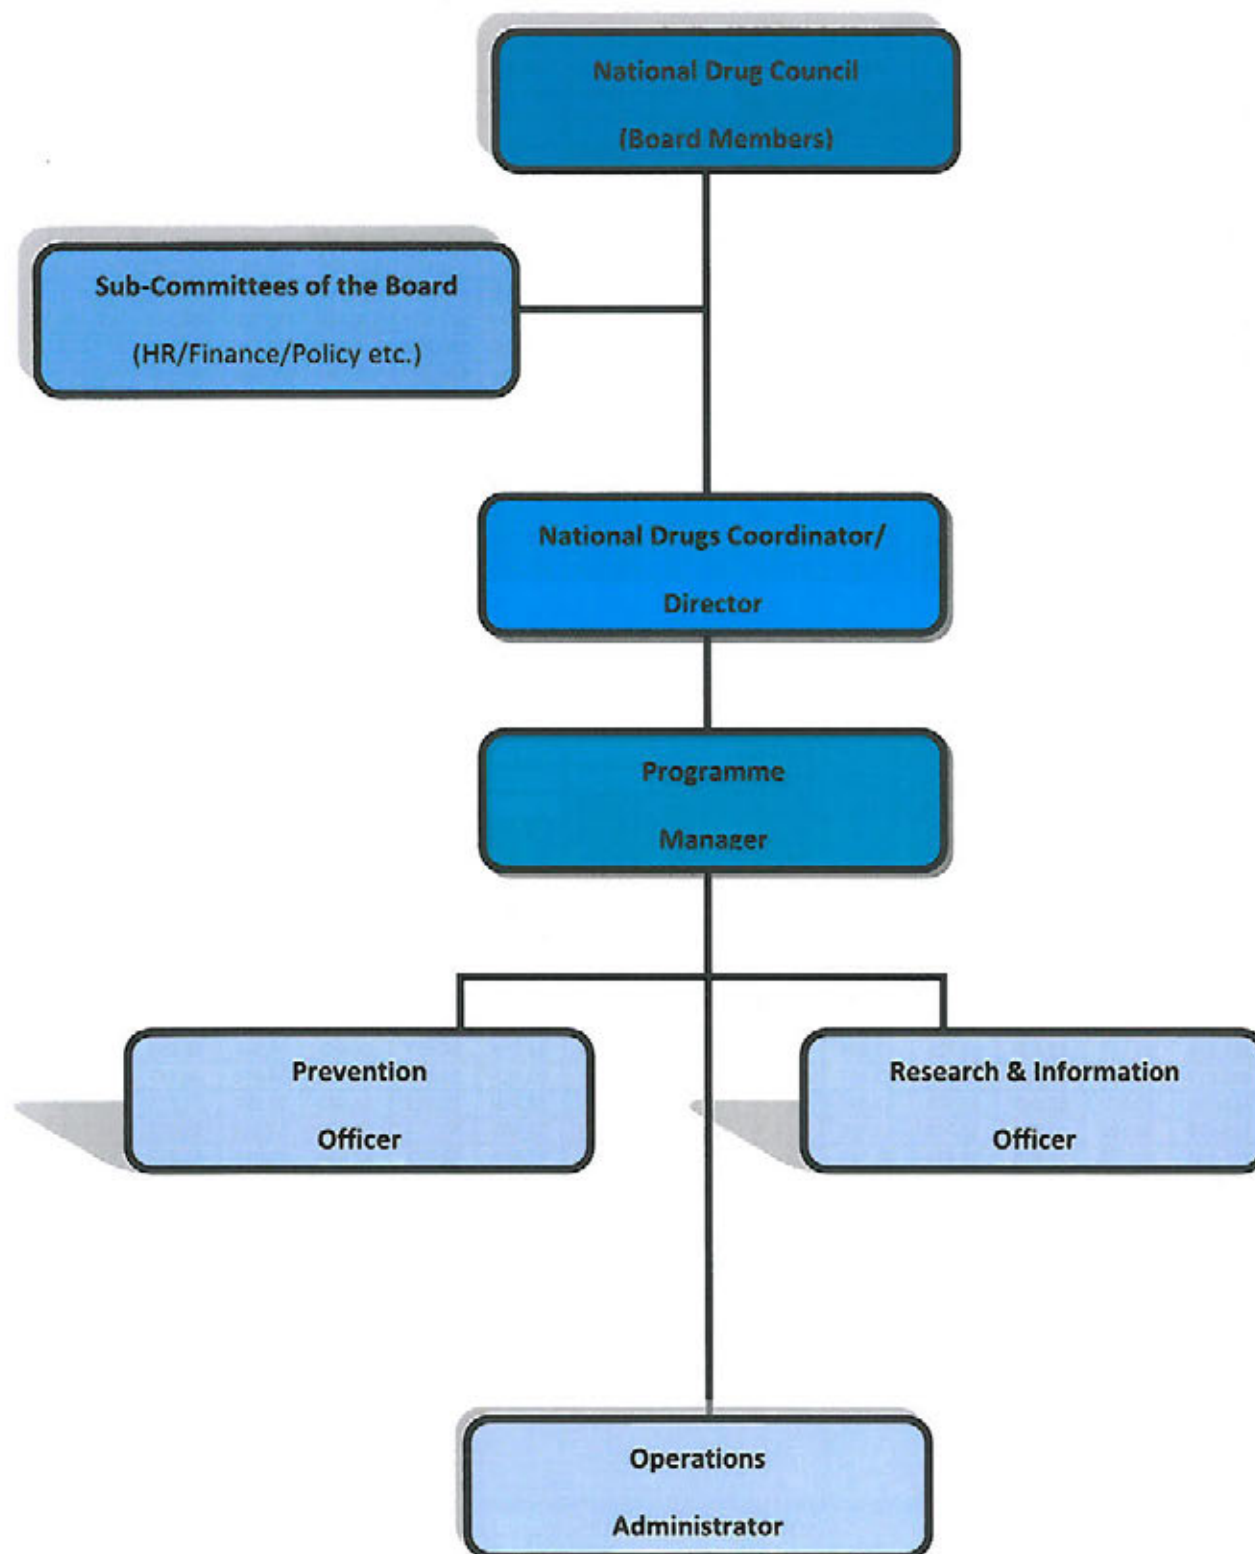 National Drug Council
(Board Members)
Sub-Committees of the Board
(HR/Finance/Policy etc.)
National Drugs Coordinator/
Director
Programme
Manager
Prevention
Officer
Research & Information
Officer
Operations
Administrator